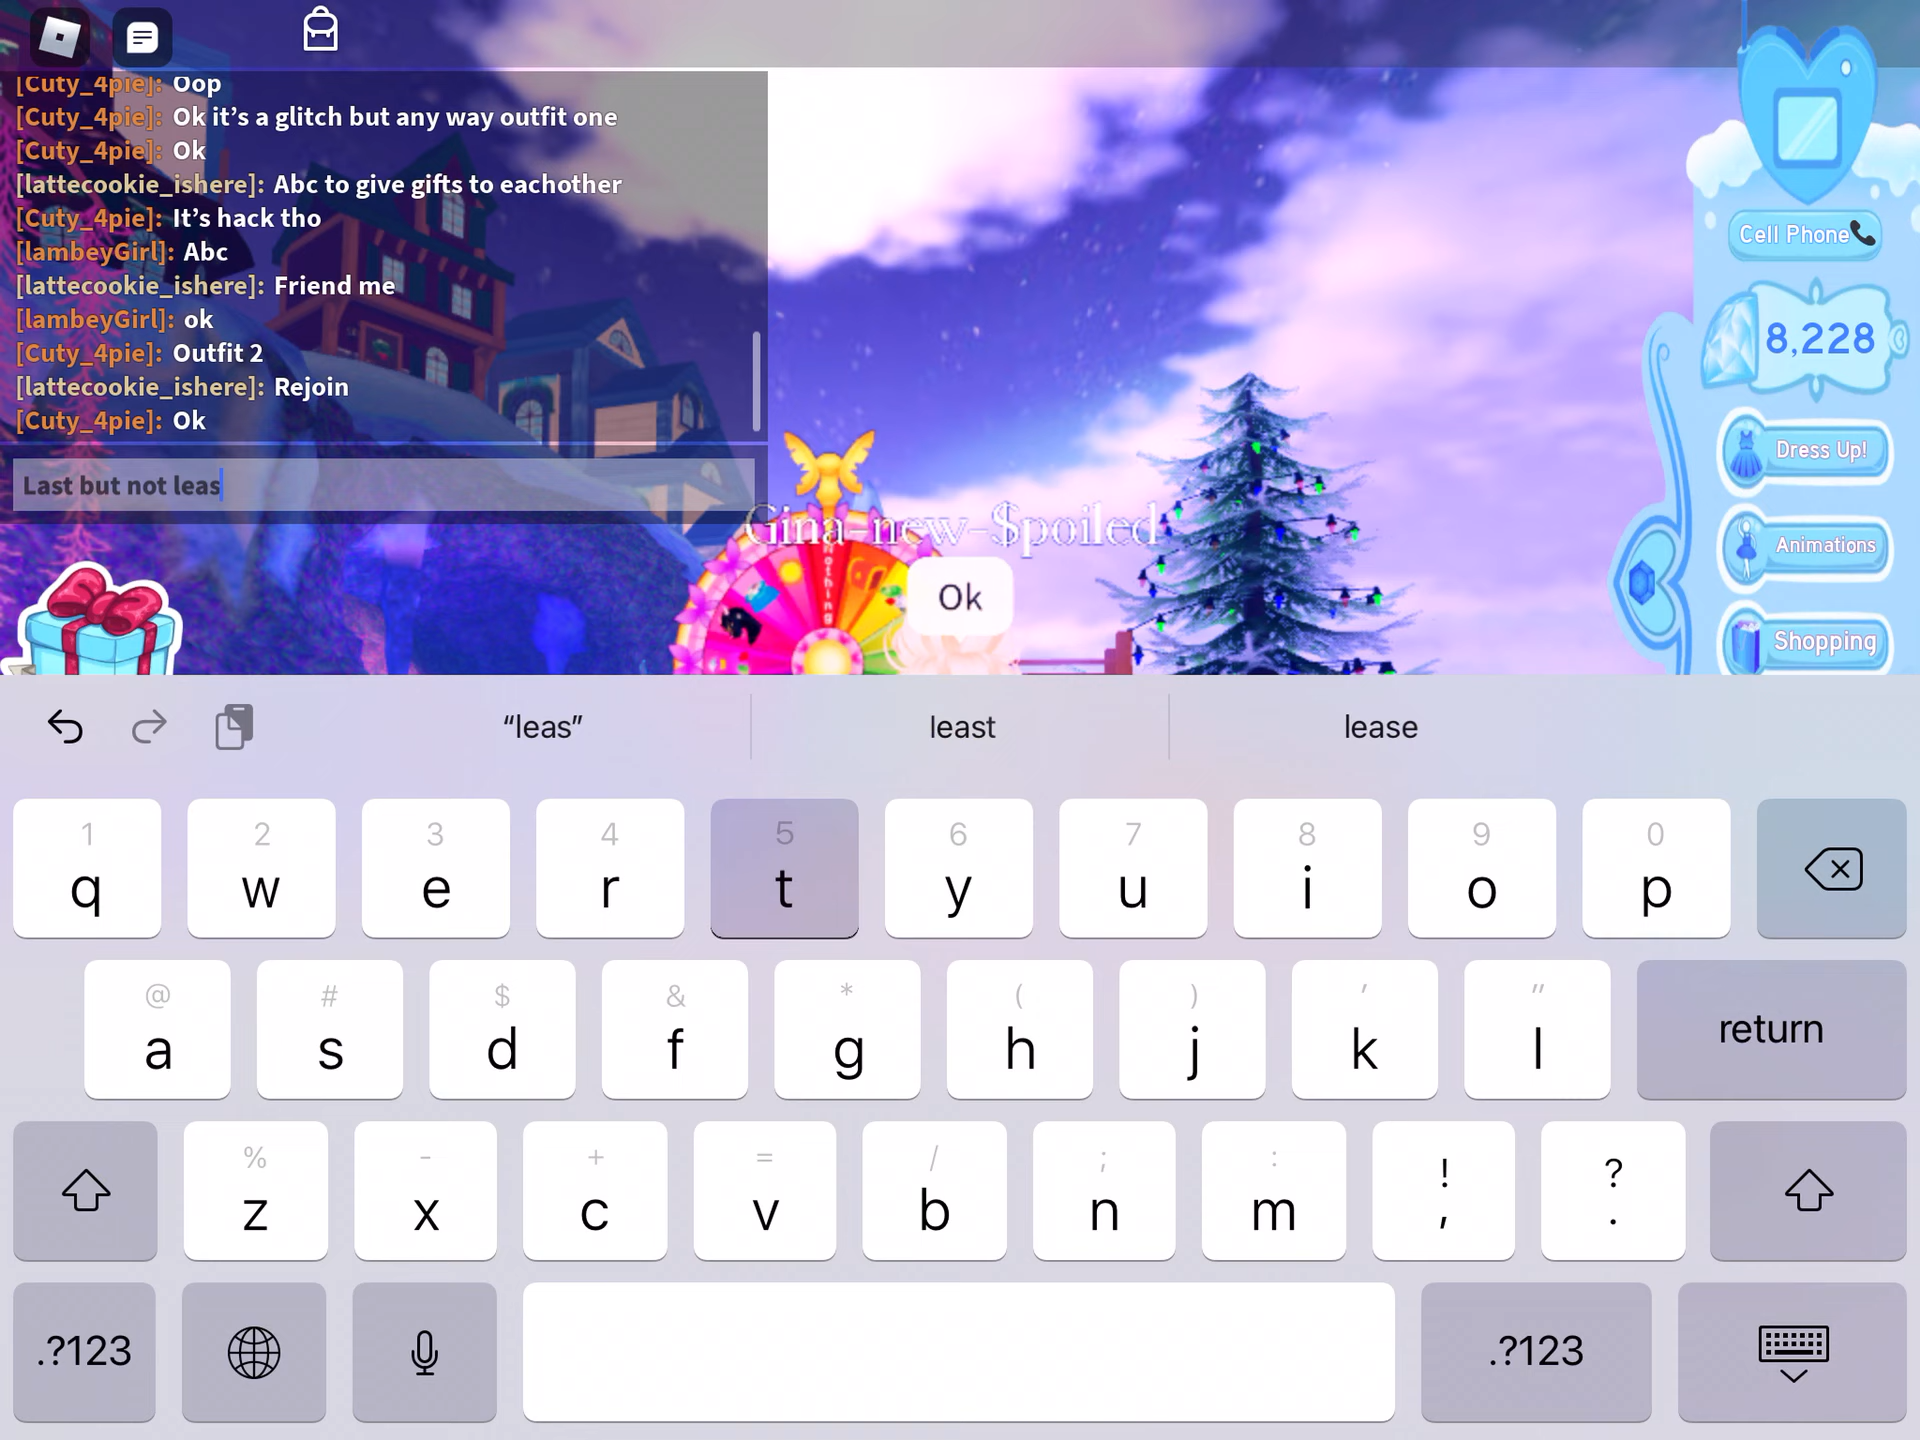 [Cuty_4pie]: Oop
[Cuty_4pie]: Ok it’s a glitch but any way outfit one
[Cuty_4pie]: Ok
[lattecookie_ishere]: Abc to give gifts to eachother
[Cuty_4pie]: It’s hack tho
[lambeyGirl]: Abc
[lattecookie_ishere]: Friend me
[lambeyGirl]: ok
[Cuty_4pie]: Outfit 2
[lattecookie_ishere]: Rejoin
[Cuty_4pie]: Ok
Last but not leas
Cell Phone
8,228
Dress Up!
Animations
Shopping
Gina-new-$poiled
Nothing
Ok
“leas” least lease
1 2 3 4 5 6 7 8 9 0
q w e r t y u i o p
@ # $ & * ( ) ' "
a s d f g h j k l return
% - + = / ; : ! ?
z x c v b n m , .
.?123 .?123